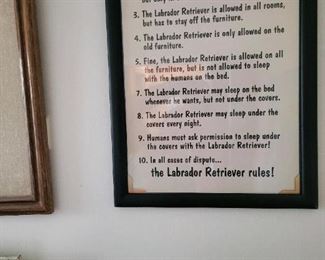 3. The Labrador Retriever is allowed in all rooms,
but has to stay off the furniture.
4. The Labrador Retriever is only allowed on the
old furniture.
5. Fine, the Labrador Retriever is allowed on all
the furniture, but is not allowed to sleep
with the humans on the bed.
7. The Labrador Retriever may sleep on the bed
whenever he wants, but not under the covers.
8. The Labrador Retriever may sleep under the
covers every night.
9. Humans must ask permission to sleep under
the covers with the Labrador Retriever!
10. In all cases of dispute...
the Labrador Retriever rules!